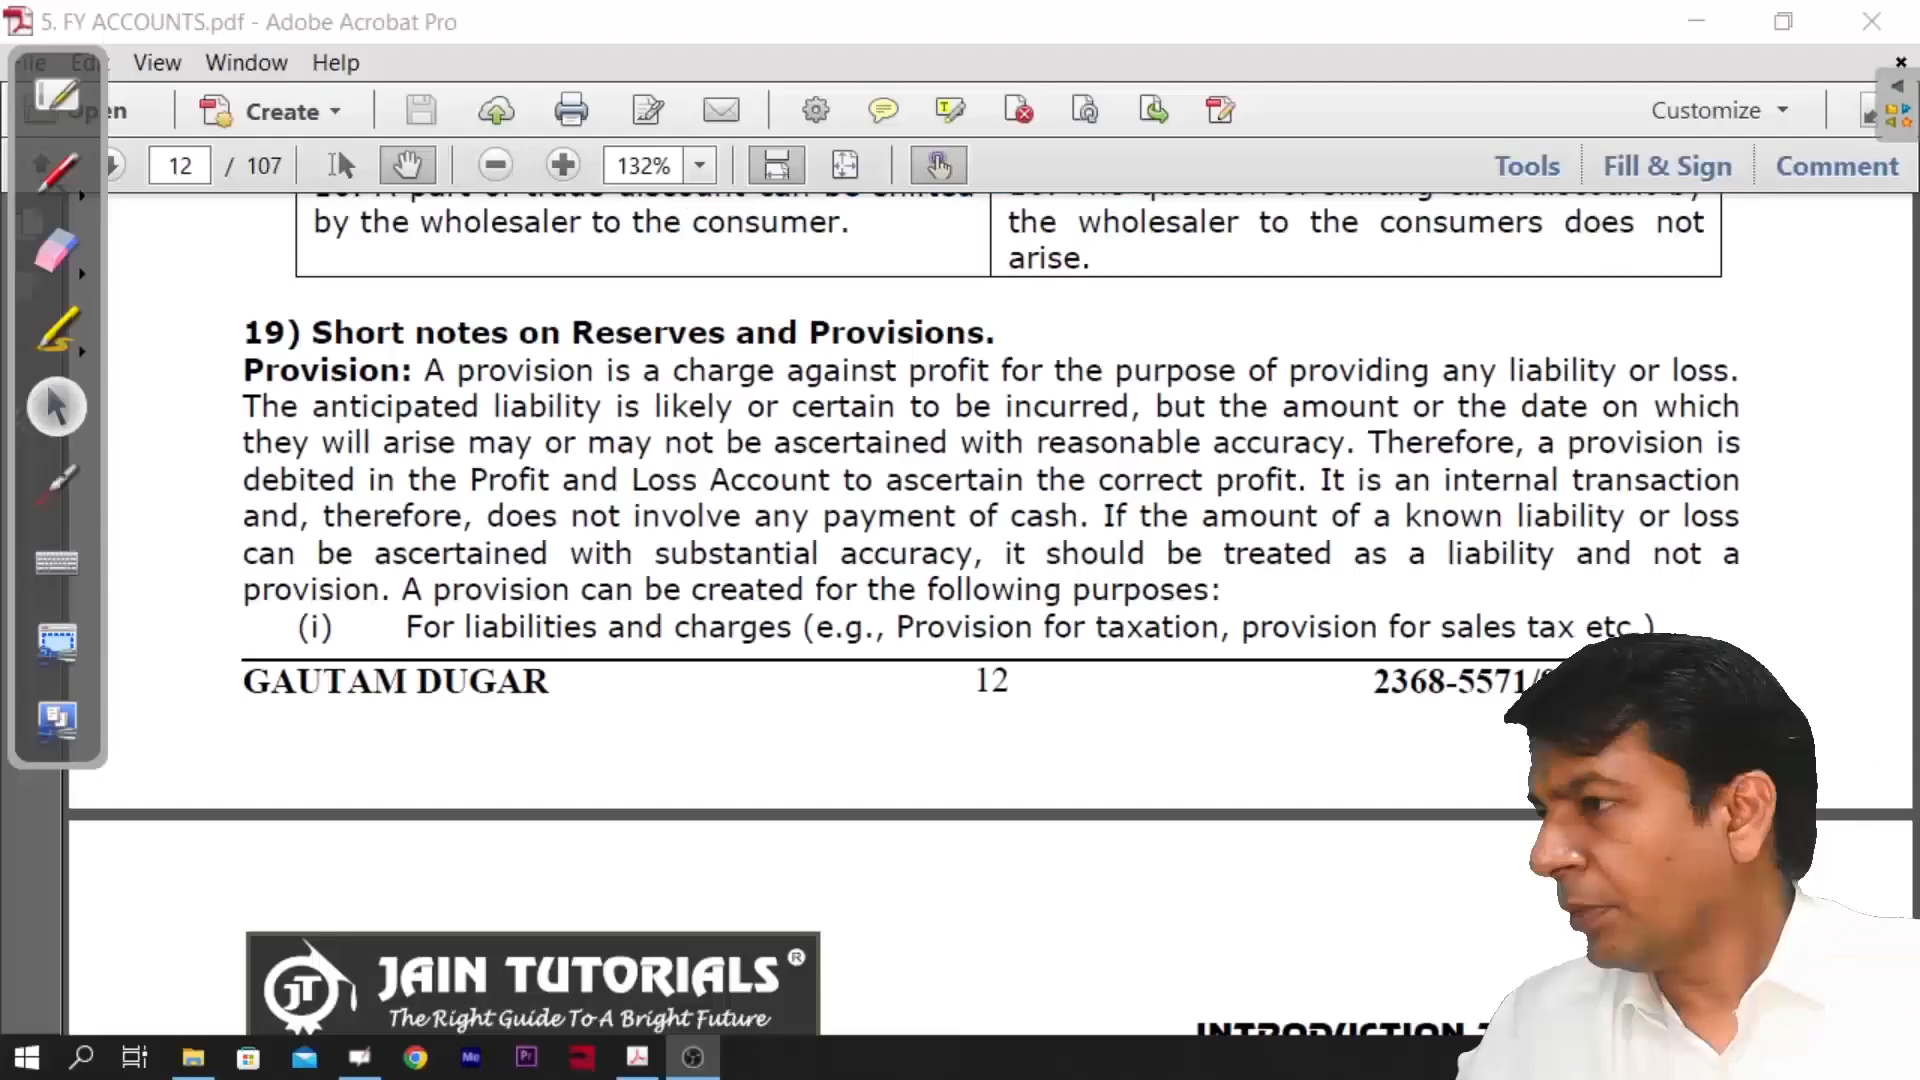 5. FY ACCOUNTS.pdf - Adobe Acrobat Pro
View Window Help
Open Create Customize
12 / 107 132% Tools Fill & Sign Comment
by the wholesaler to the consumer.
the wholesaler to the consumers does not
arise.
19) Short notes on Reserves and Provisions.
Provision: A provision is a charge against profit for the purpose of providing any liability or loss.
The anticipated liability is likely or certain to be incurred, but the amount or the date on which
they will arise may or may not be ascertained with reasonable accuracy. Therefore, a provision is
debited in the Profit and Loss Account to ascertain the correct profit. It is an internal transaction
and, therefore, does not involve any payment of cash. If the amount of a known liability or loss
can be ascertained with substantial accuracy, it should be treated as a liability and not a
provision. A provision can be created for the following purposes:
(i) For liabilities and charges (e.g., Provision for taxation, provision for sales tax etc.)
GAUTAM DUGAR 12 2368-5571/
JT JAIN TUTORIALS ®
The Right Guide To A Bright Future
INTRODUCTION
Me Pr